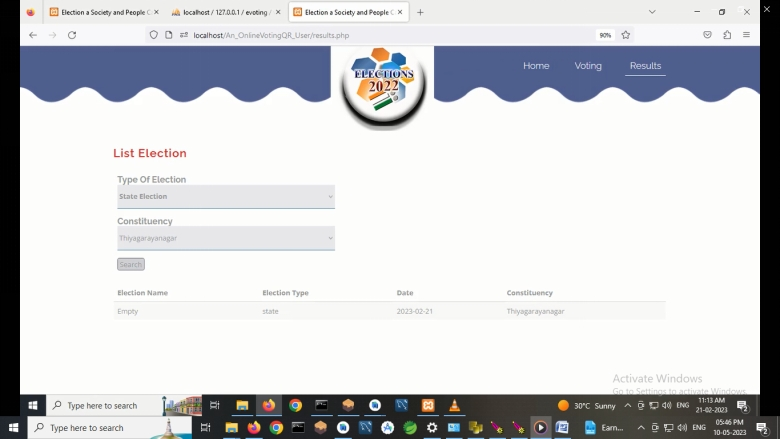 Election a Society and People C
localhost / 127.0.0.1 / evoting /
Election a Society and People C
localhost/An_OnlineVotingQR_User/results.php
90%
ELECTIONS
2022
Home
Voting
Results
List Election
Type Of Election
State Election
Constituency
Thiyagarayanagar
Search
Election Name Election Type Date Constituency
Empty state 2023-02-21 Thiyagarayanagar
Activate Windows
Go to Settings to activate Windows.
Type here to search
30°C Sunny
ENG
11:13 AM
21-02-2023
2
Type here to search
Earn...
ENG
05:46 PM
10-05-2023
2